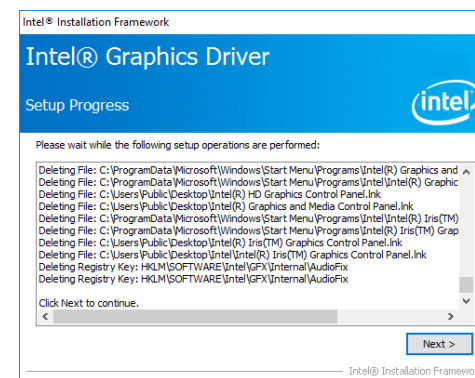 Intel® Installation Framework
Intel® Graphics Driver
Setup Progress
intel
Please wait while the following setup operations are performed:
Deleting File: C:\ProgramData\Microsoft\Windows\Start Menu\Programs\Intel(R) Graphics and
Deleting File: C:\ProgramData\Microsoft\Windows\Start Menu\Programs\Intel\Intel(R) Graphic
Deleting File: C:\Users\Public\Desktop\Intel(R) HD Graphics Control Panel.lnk
Deleting File: C:\Users\Public\Desktop\Intel(R) Graphics and Media Control Panel.lnk
Deleting File: C:\ProgramData\Microsoft\Windows\Start Menu\Programs\Intel\Intel(R) Iris(TM)
Deleting File: C:\ProgramData\Microsoft\Windows\Start Menu\Programs\Intel(R) Iris(TM) Grap
Deleting File: C:\Users\Public\Desktop\Intel(R) Iris(TM) Graphics Control Panel.lnk
Deleting File: C:\Users\Public\Desktop\Intel\Intel(R) Iris(TM) Graphics Control Panel.lnk
Deleting Registry Key: HKLM\SOFTWARE\Intel\GFX\Internal\AudioFix
Deleting Registry Key: HKLM\SOFTWARE\Intel\GFX\Internal\AudioFix
Click Next to continue.
Next >
Intel® Installation Framewo